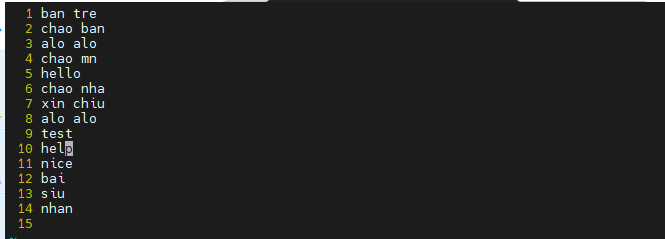 1 ban tre
2 chao ban
3 alo alo
4 chao mn
5 hello
6 chao nha
7 xin chiu
8 alo alo
9 test
10 help
11 nice
12 bai
13 siu
14 nhan
15
~